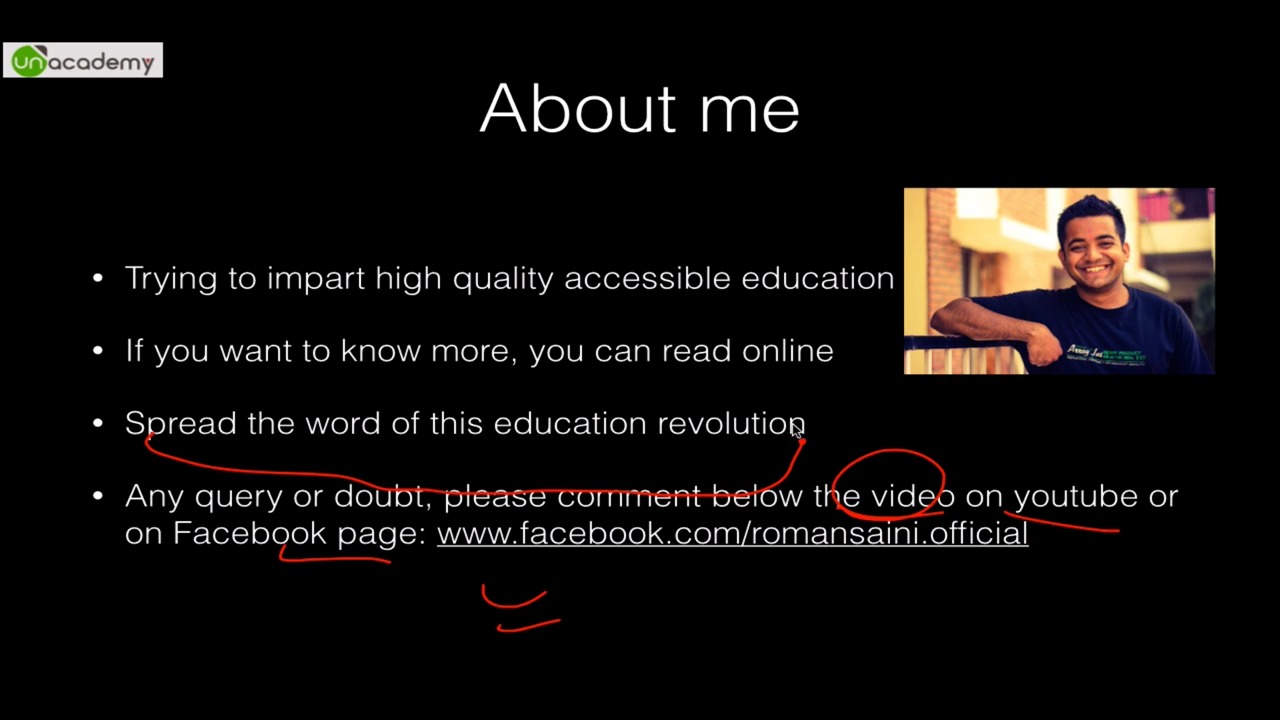 unacademy
About me
• Trying to impart high quality accessible education
• If you want to know more, you can read online
• Spread the word of this education revolution
• Any query or doubt, please comment below the video on youtube or
on Facebook page: www.facebook.com/romansaini.official